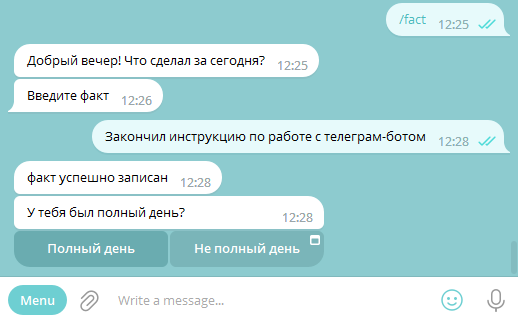 /fact 12:25
Добрый вечер! Что сделал за сегодня? 12:25
Введите факт 12:26
Закончил инструкцию по работе с телеграм-ботом 12:28
факт успешно записан 12:28
У тебя был полный день? 12:28
Полный день Не полный день
Menu Write a message...